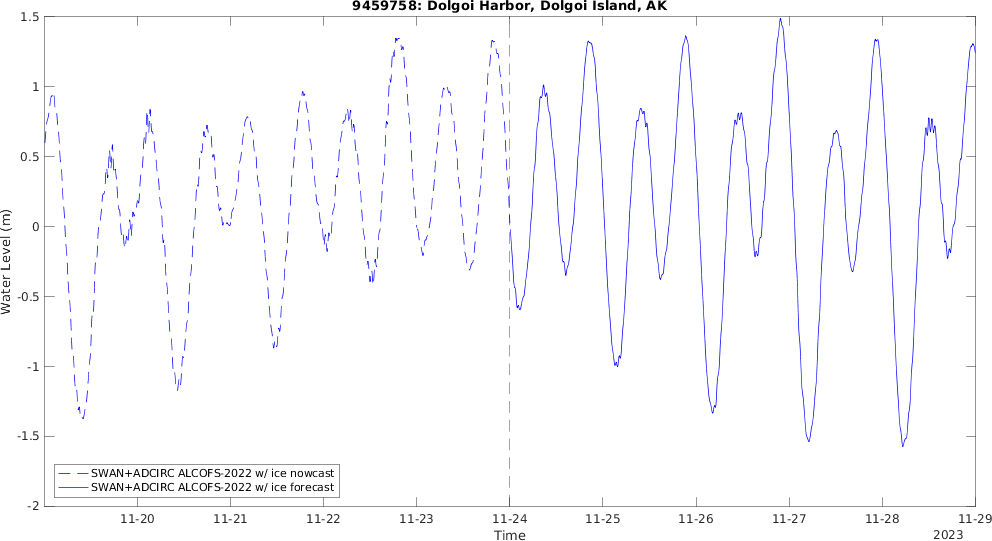 9459758: Dolgoi Harbor, Dolgoi Island, AK
1.5
1
0.5
0
-0.5
-1
-1.5
-2
Water Level (m)
SWAN+ADCIRC ALCOFS-2022 w/ ice nowcast
SWAN+ADCIRC ALCOFS-2022 w/ ice forecast
11-20 11-21 11-22 11-23 11-24 11-25 11-26 11-27 11-28 11-29
Time
2023